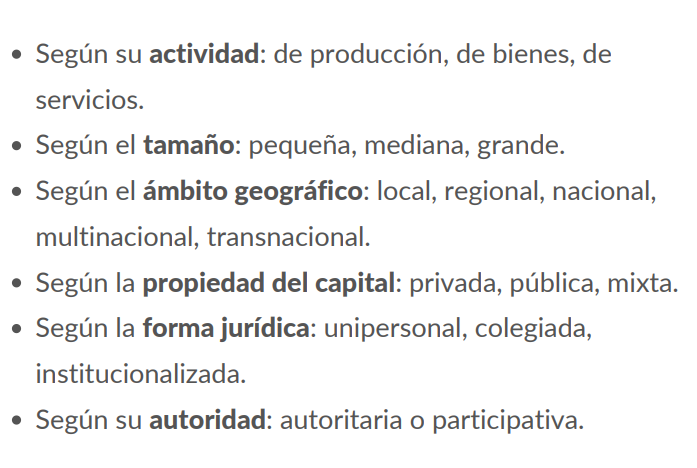 Según su actividad: de producción, de bienes, de
servicios.
Según el tamaño: pequeña, mediana, grande.
Según el ámbito geográfico: local, regional, nacional,
multinacional, transnacional.
Según la propiedad del capital: privada, pública, mixta.
Según la forma jurídica: unipersonal, colegiada,
institucionalizada.
Según su autoridad: autoritaria o participativa.